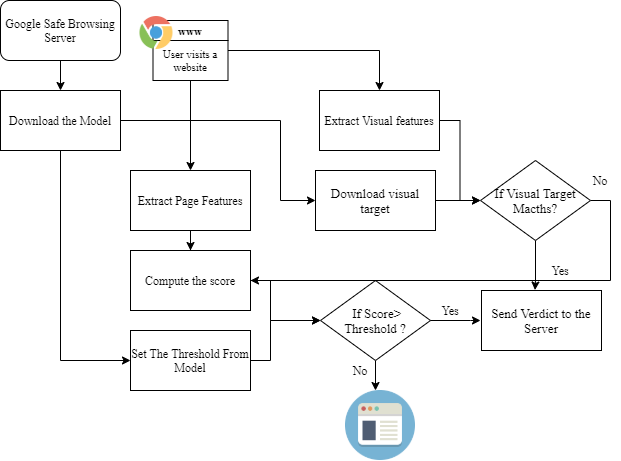 Google Safe Browsing
Server
www
User visits a
website
Download the Model
Extract Visual features
Extract Page Features
Download visual
target
If Visual Target
Macths?
No
Yes
Compute the score
If Score>
Threshold ?
Yes
Send Verdict to the
Server
Set The Threshold From
Model
No